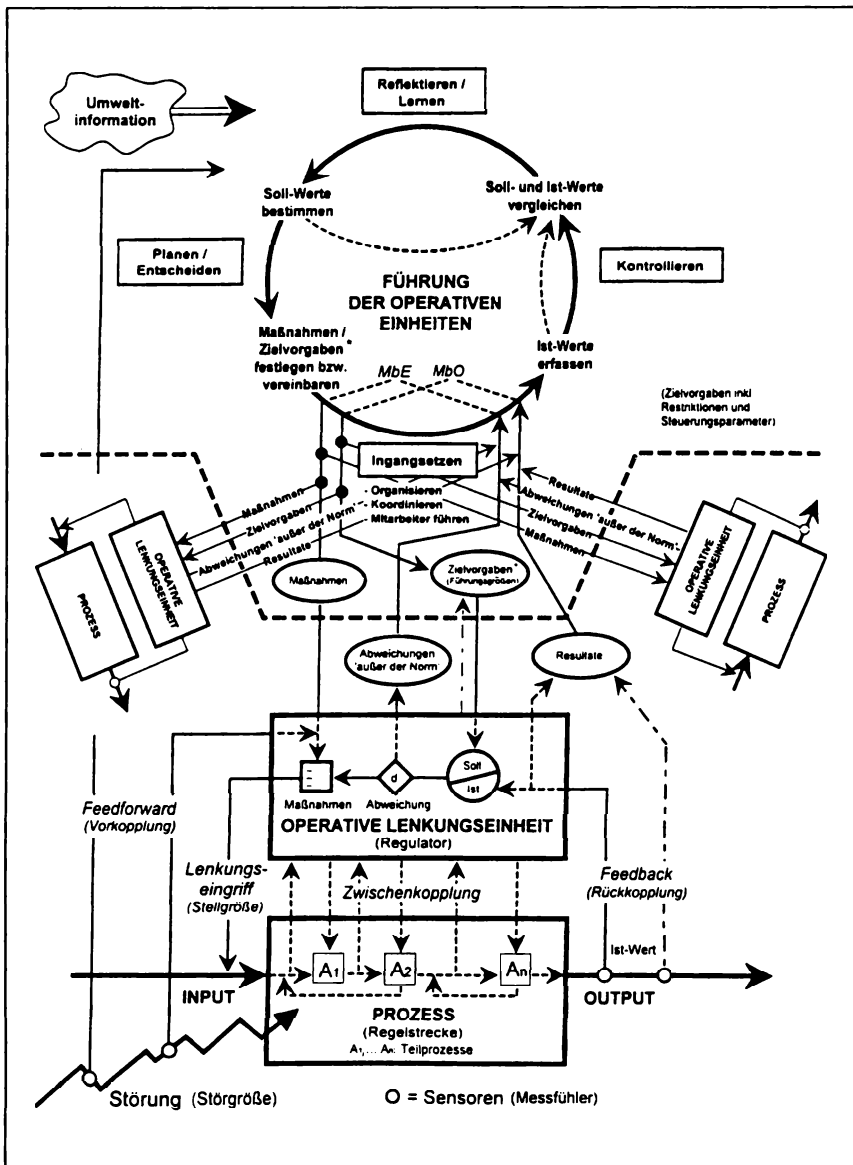 Reflektieren /
Lernen
Umwelt-
information
Soll-Werte
bestimmen
Soll- und Ist-Werte
vergleichen
Planen /
Entscheiden
Kontrollieren
FÜHRUNG
DER OPERATIVEN
EINHEITEN
Maßnahmen /
Zielvorgaben*
festlegen bzw.
vereinbaren
Ist-Werte
erfassen
MbE
MbO
(Zielvorgaben inkl
Restriktionen und
Steuerungsparameter)
Ingangsetzen
Organisieren
Koordinieren
Mitarbeiter führen
Maßnahmen
Zielvorgaben
Abweichungen "außer der Norm"
Resultate
Resultate
Abweichungen "außer der Norm"
Zielvorgaben
Maßnahmen
PROZESS
OPERATIVE
LENKUNGSEINHEIT
OPERATIVE
LENKUNGSEINHEIT
PROZESS
Maßnahmen
Zielvorgaben*
(Führungsgrößen)
Abweichungen
"außer der Norm"
Resultate
Soll
Ist
d
Maßnahmen
Abweichung
OPERATIVE LENKUNGSEINHEIT
(Regulator)
Feedforward
(Vorkopplung)
Lenkungs-
eingriff
(Stellgröße)
Zwischenkopplung
Feedback
(Rückkopplung)
Ist-Wert
A1
A2
An
INPUT
OUTPUT
PROZESS
(Regelstrecke)
A1,... An: Teilprozesse
Störung (Störgröße)
O = Sensoren (Messfühler)